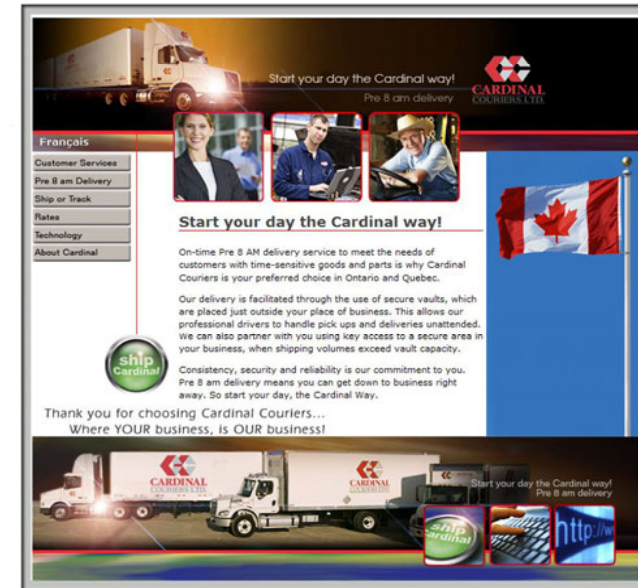 Start your day the Cardinal way!
Pre 8 am delivery
CARDINAL
COURIERS LTD.
Français
Customer Services
Pre 8 am Delivery
Ship or Track
Rates
Technology
About Cardinal
Start your day the Cardinal way!
On-time Pre 8 AM delivery service to meet the needs of
customers with time-sensitive goods and parts is why Cardinal
Couriers is your preferred choice in Ontario and Quebec.
Our delivery is facilitated through the use of secure vaults, which
are placed just outside your place of business. This allows our
professional drivers to handle pick ups and deliveries unattended.
We can also partner with you using key access to a secure area in
your business, when shipping volumes exceed vault capacity.
Consistency, security and reliability is our commitment to you.
Pre 8 am delivery means you can get down to business right
away. So start your day, the Cardinal Way.
ship
Cardinal
Thank you for choosing Cardinal Couriers...
Where YOUR business, is OUR business!
CARDINAL
COURIERS LTD.
CARDINAL
COURIERS LTD.
Start your day the Cardinal way!
Pre 8 am delivery
ship
Cardinal
http://w